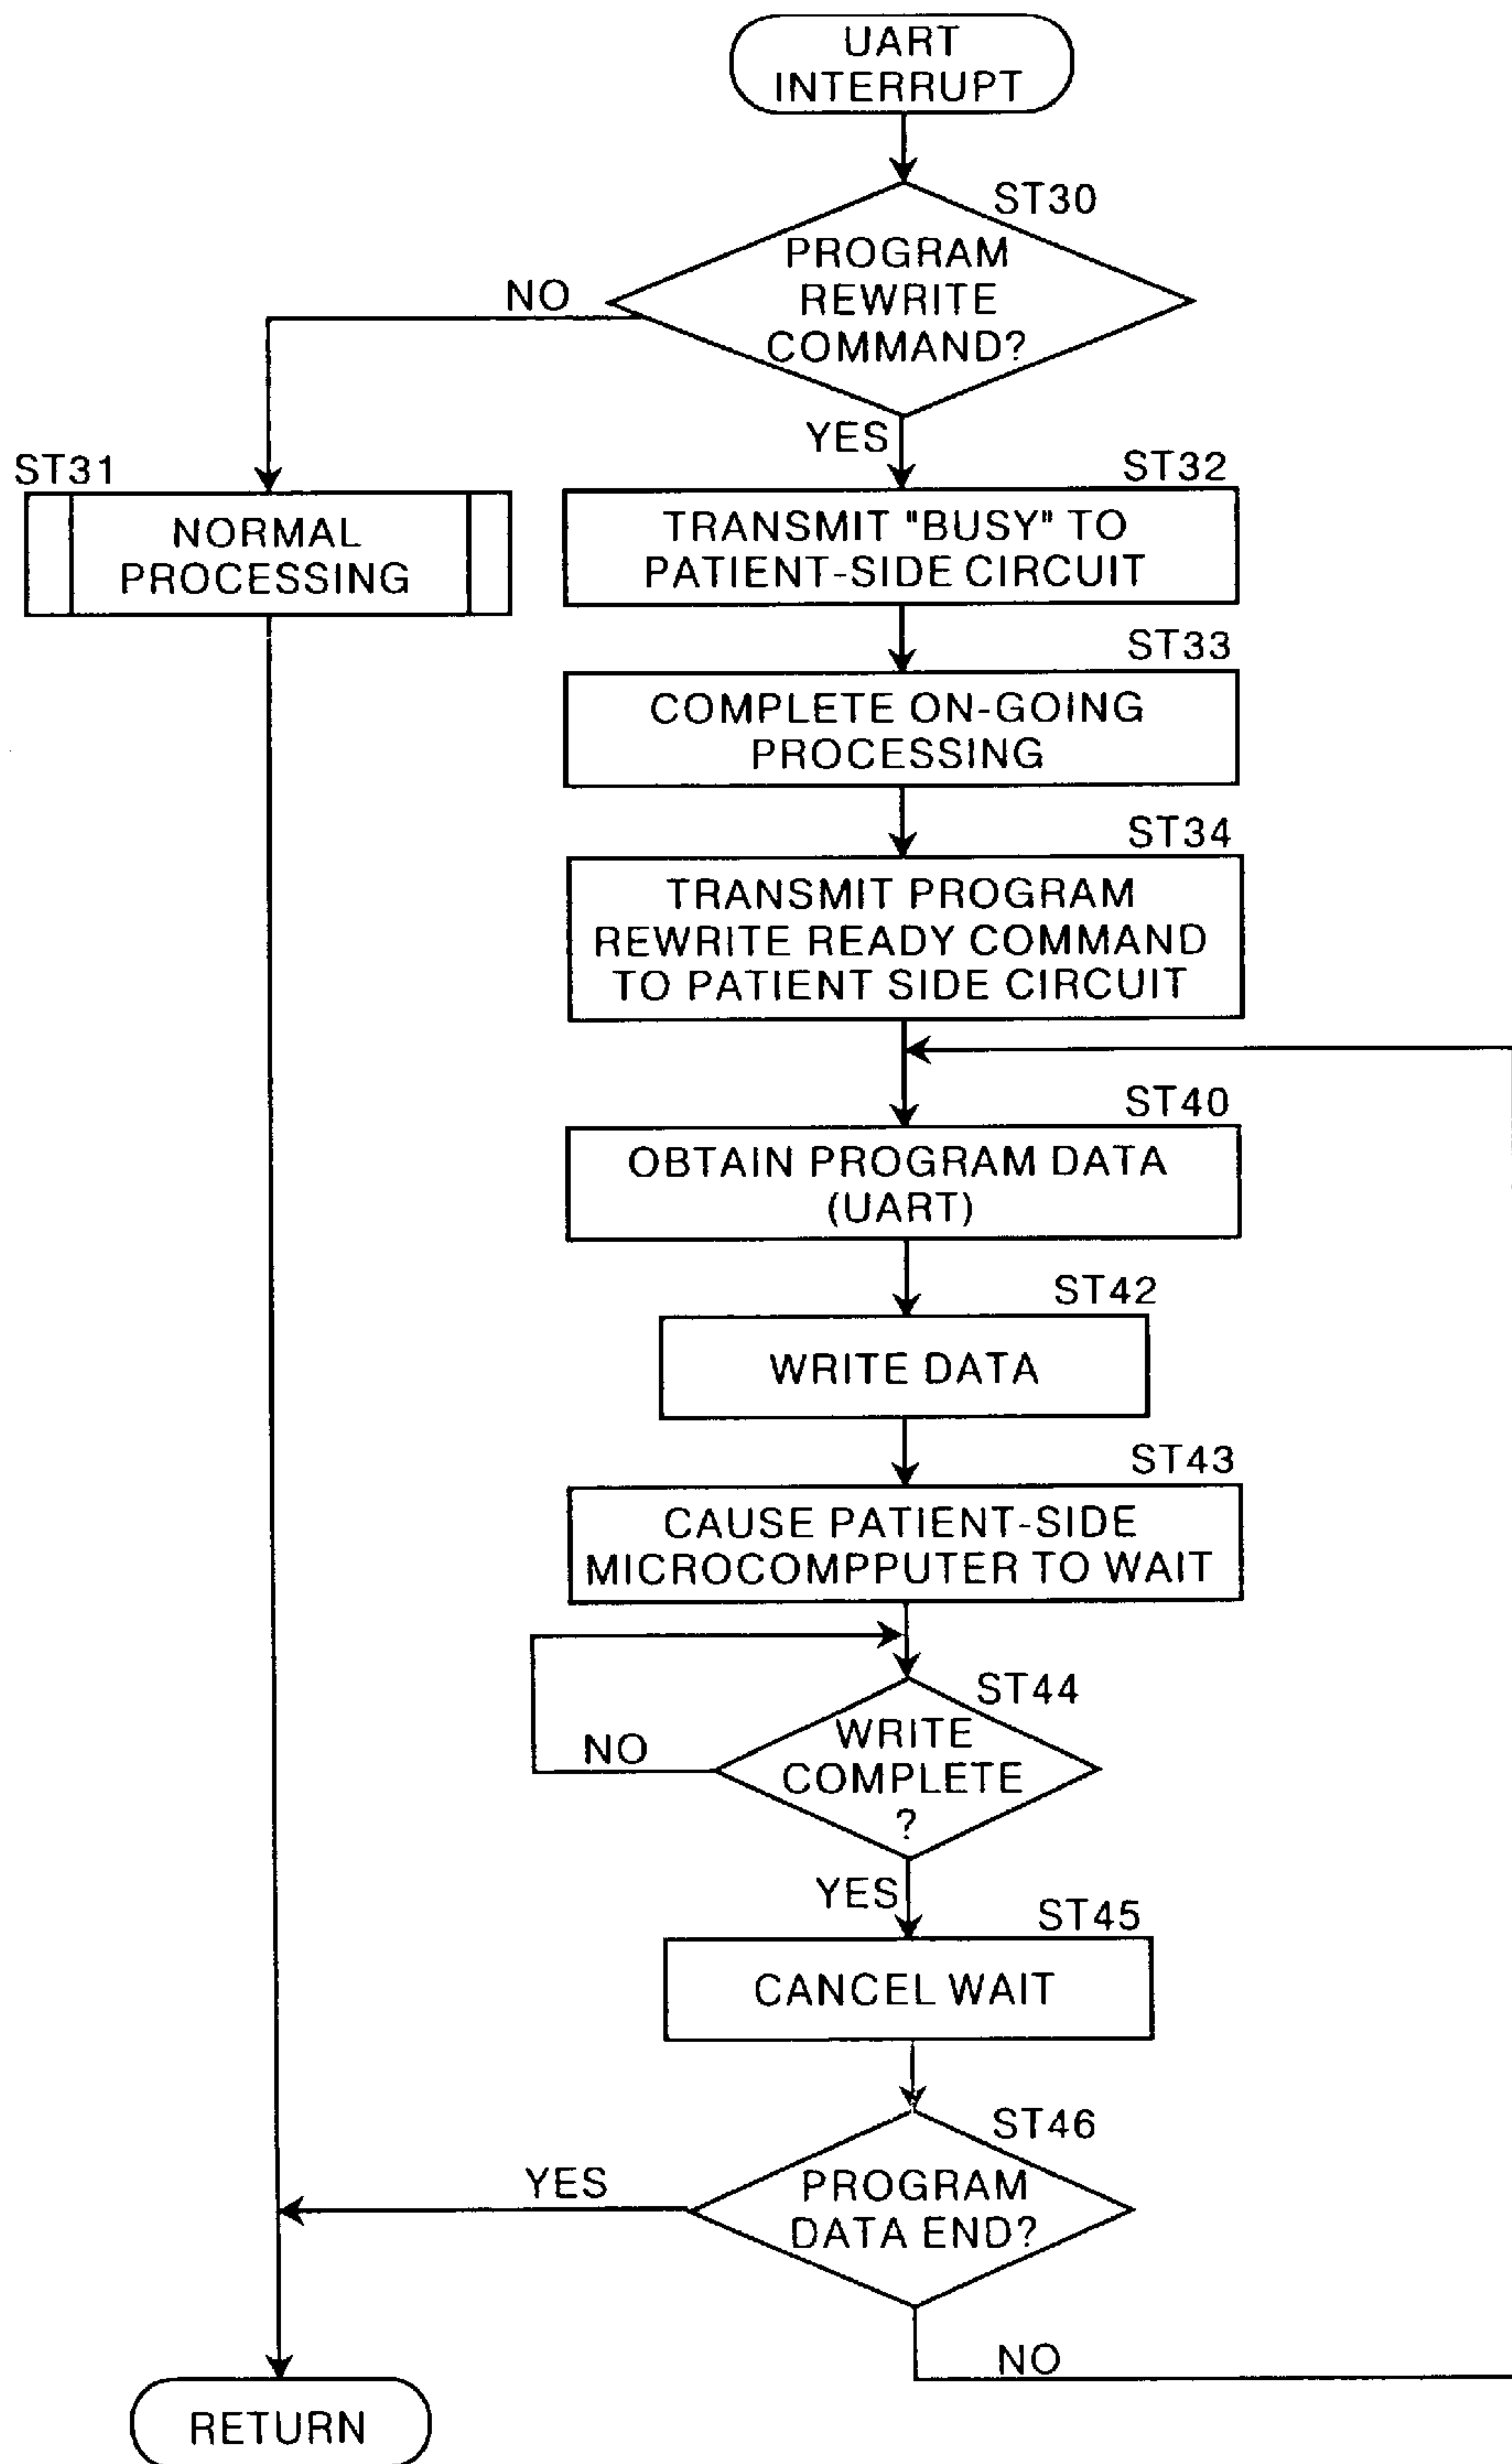 UART
INTERRUPT
ST30
PROGRAM
REWRITE
COMMAND?
NO
YES
ST31
NORMAL
PROCESSING
ST32
TRANSMIT "BUSY" TO
PATIENT-SIDE CIRCUIT
ST33
COMPLETE ON-GOING
PROCESSING
ST34
TRANSMIT PROGRAM
REWRITE READY COMMAND
TO PATIENT SIDE CIRCUIT
ST40
OBTAIN PROGRAM DATA
(UART)
ST42
WRITE DATA
ST43
CAUSE PATIENT-SIDE
MICROCOMPPUTER TO WAIT
ST44
WRITE
COMPLETE
?
NO
YES
ST45
CANCEL WAIT
ST46
PROGRAM
DATA END?
YES
NO
RETURN